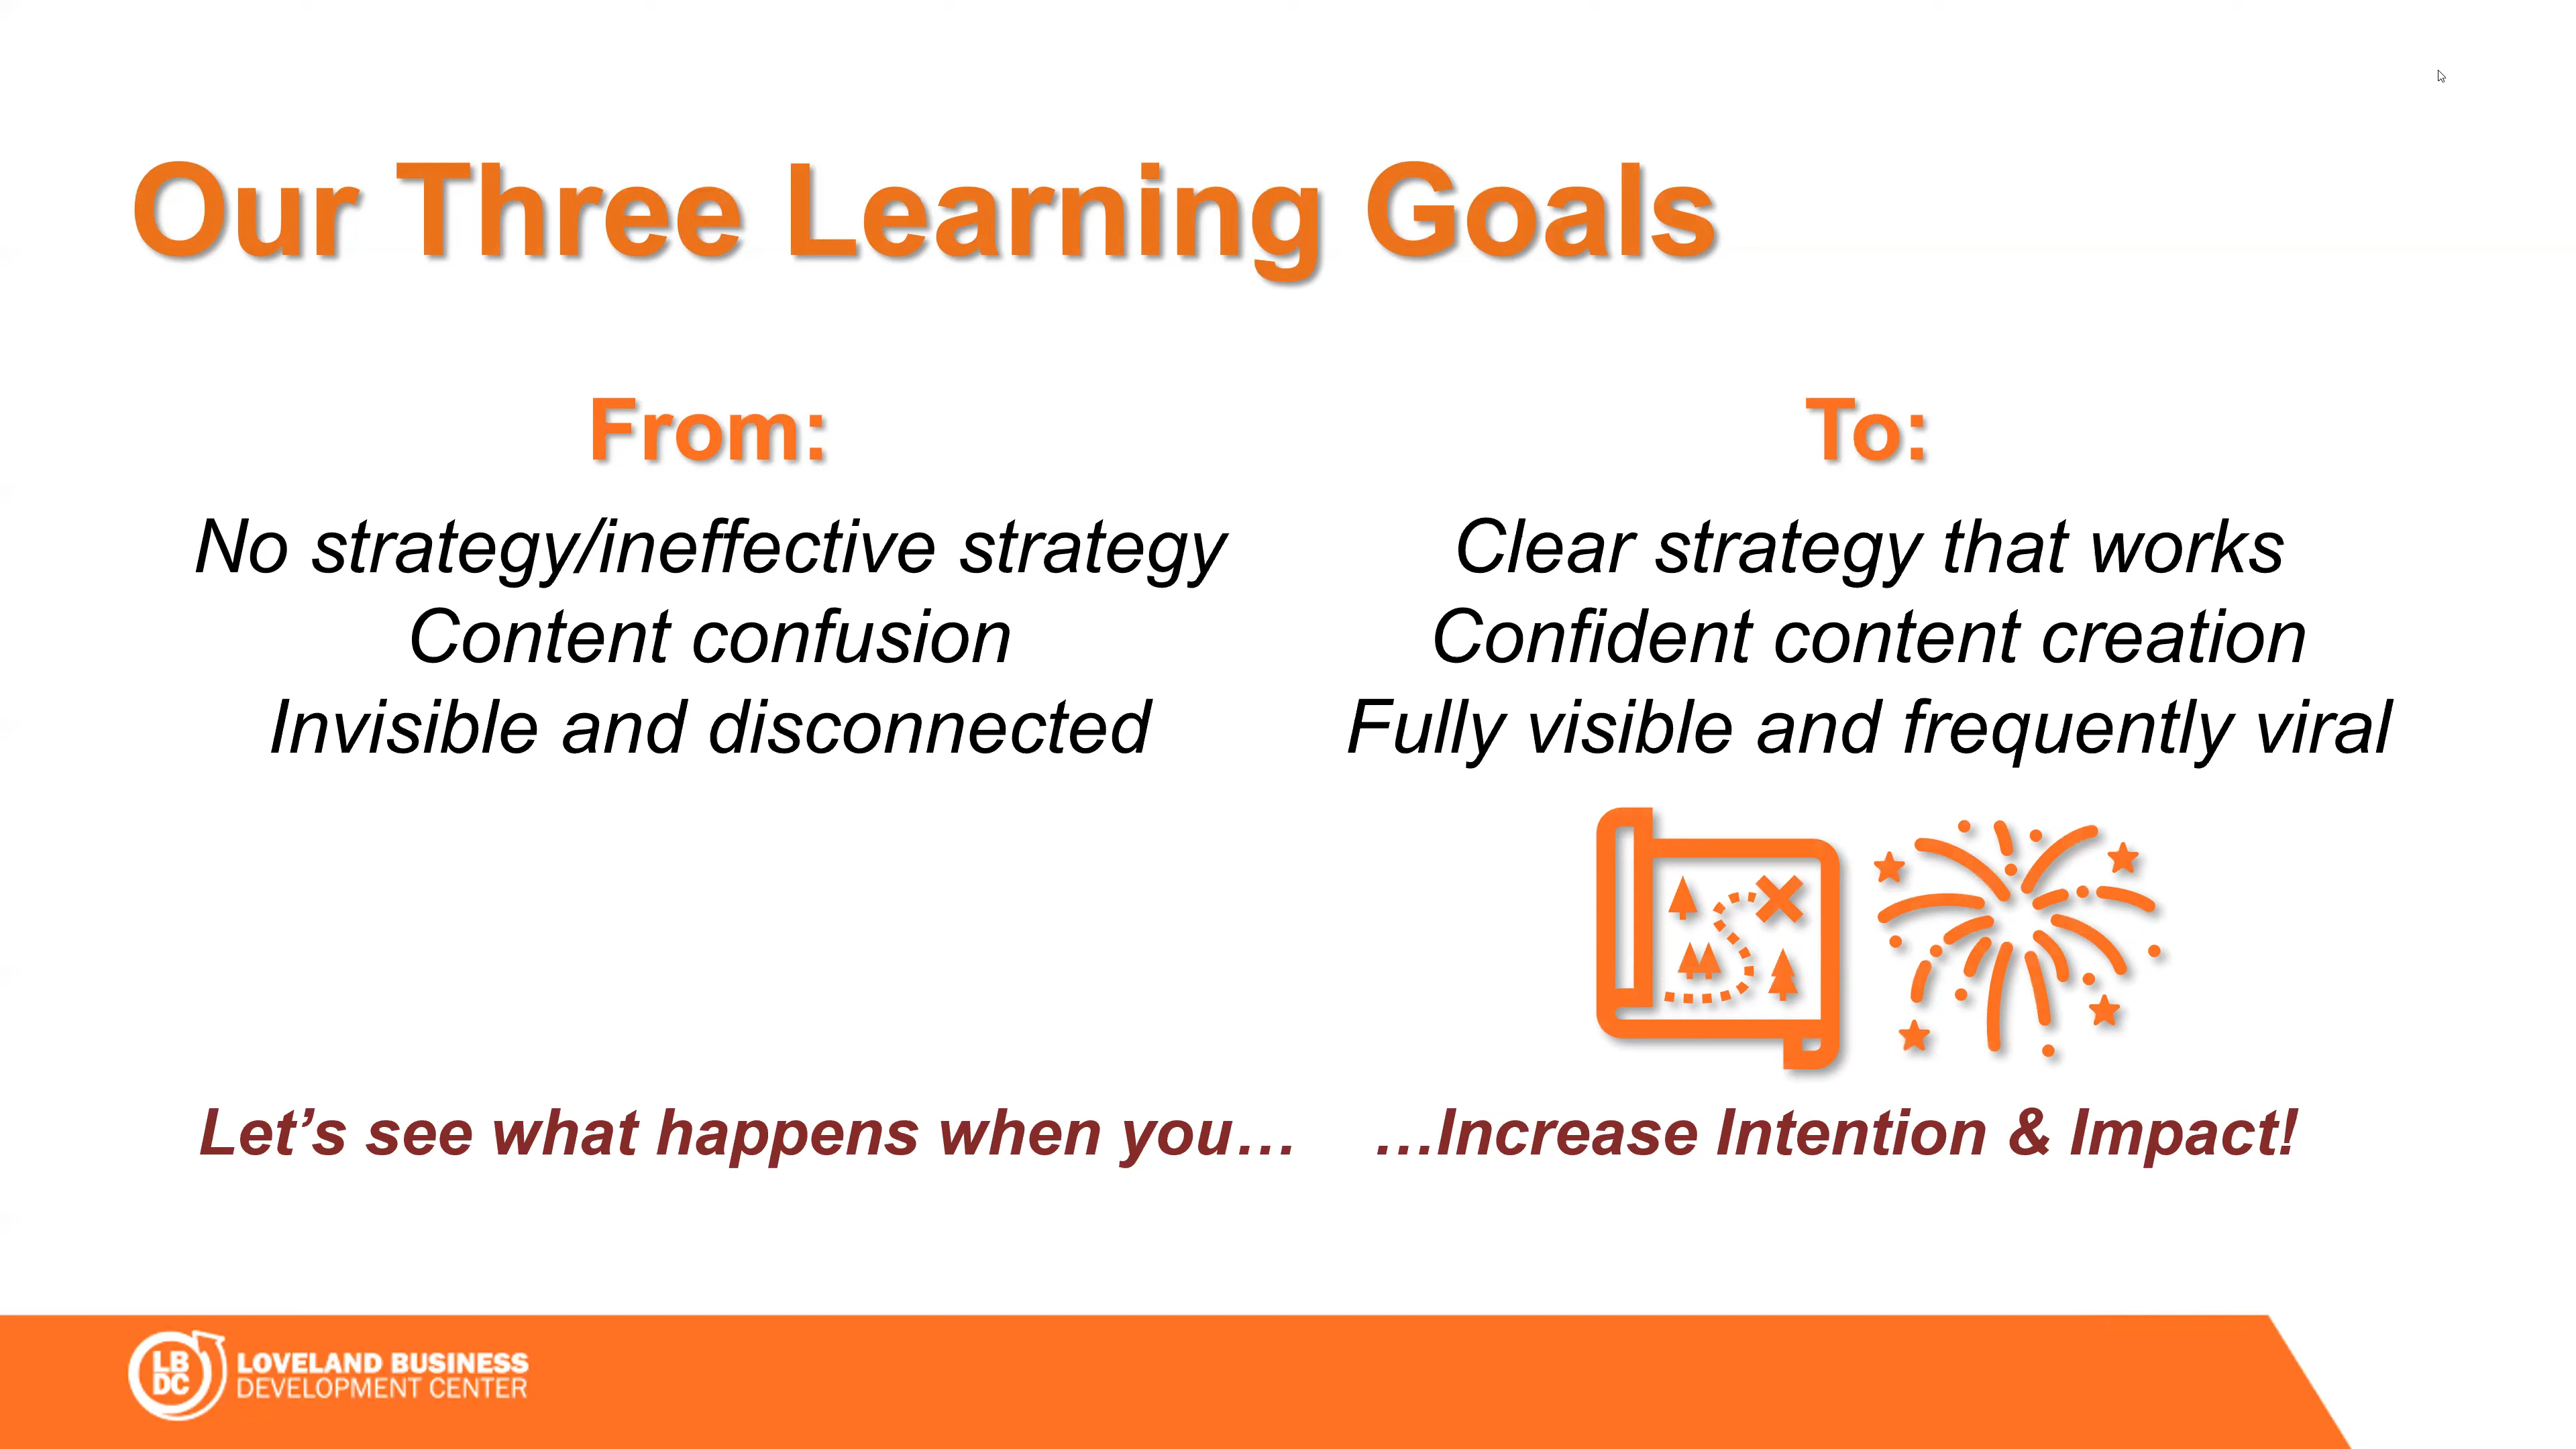 Our Three Learning Goals
From:
No strategy/ineffective strategy
Content confusion
Invisible and disconnected
To:
Clear strategy that works
Confident content creation
Fully visible and frequently viral
Let’s see what happens when you…
…Increase Intention & Impact!
LB
DC
LOVELAND BUSINESS
DEVELOPMENT CENTER